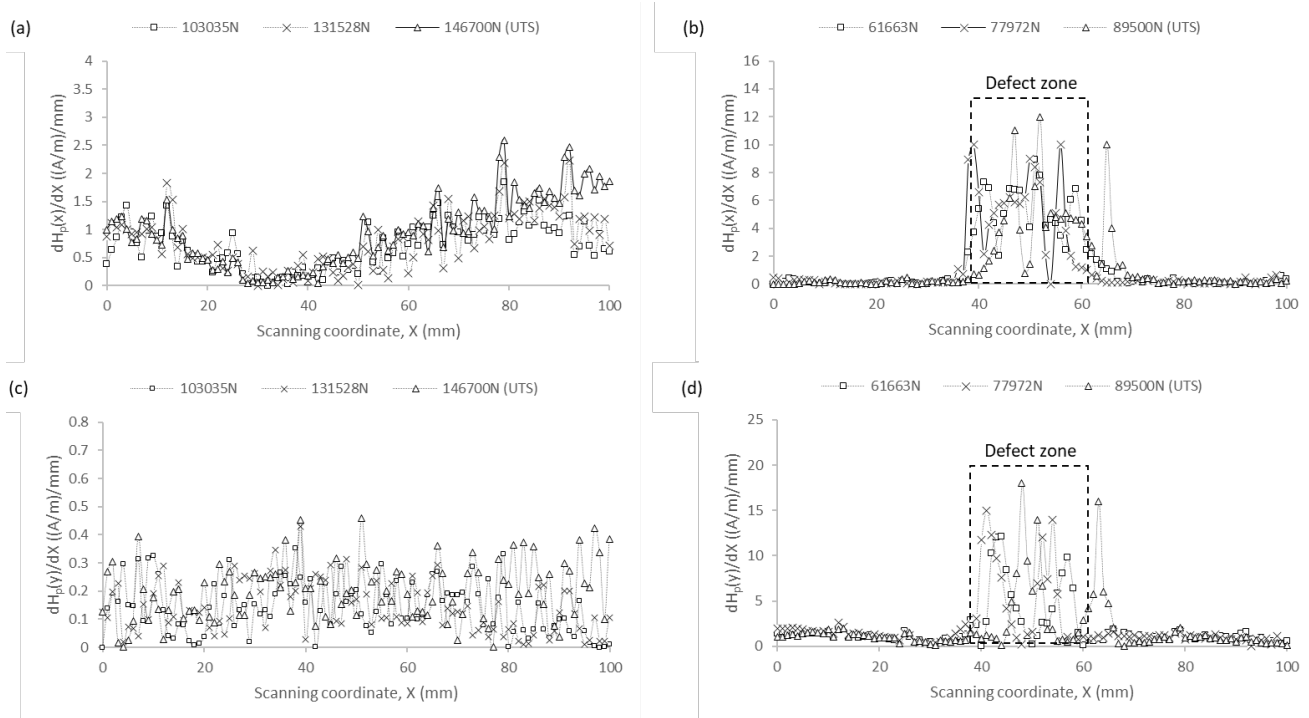 (a)
103035N 131528N 146700N (UTS)
dHp(x)/dX ((A/m)/mm)
4
3.5
3
2.5
2
1.5
1
0.5
0
0 20 40 60 80 100
Scanning coordinate, X (mm)
(b)
61663N 77972N 89500N (UTS)
dHp(x)/dX ((A/m)/mm)
16
14
12
10
8
6
4
2
0
Defect zone
0 20 40 60 80 100
Scanning coordinate, X (mm)
(c)
103035N 131528N 146700N (UTS)
dHp(y)/dX ((A/m)/mm)
0.8
0.7
0.6
0.5
0.4
0.3
0.2
0.1
0
0 20 40 60 80 100
Scanning coordinate, X (mm)
(d)
61663N 77972N 89500N (UTS)
dHp(y)/dX ((A/m)/mm)
25
20
15
10
5
0
Defect zone
0 20 40 60 80 100
Scanning coordinate, X (mm)